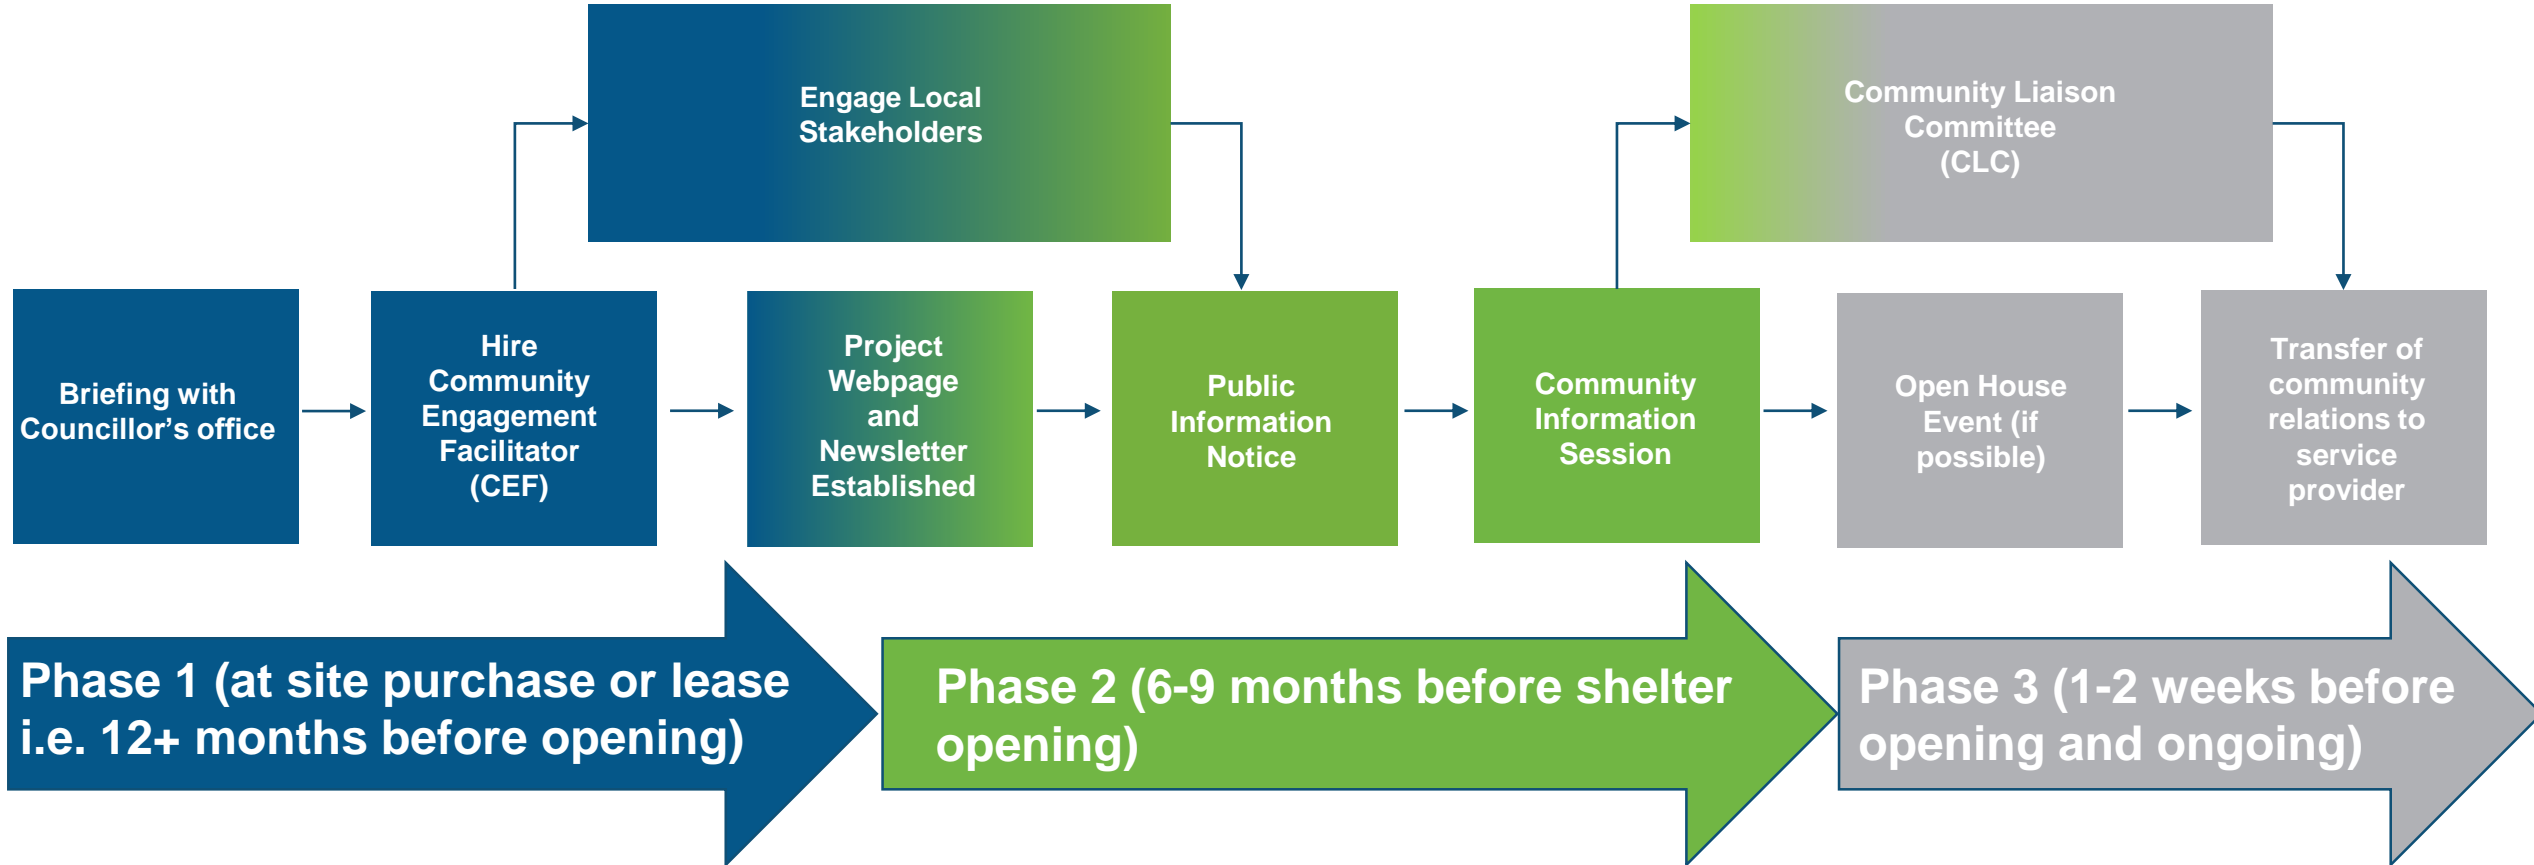 Engage Local
Stakeholders
Community Liaison
Committee
(CLC)
Briefing with
Councillor’s office
Hire
Community
Engagement
Facilitator
(CEF)
Project
Webpage
and
Newsletter
Established
Public
Information
Notice
Community
Information
Session
Open House
Event (if
possible)
Transfer of
community
relations to
service
provider
Phase 1 (at site purchase or lease
i.e. 12+ months before opening)
Phase 2 (6-9 months before shelter
opening)
Phase 3 (1-2 weeks before
opening and ongoing)